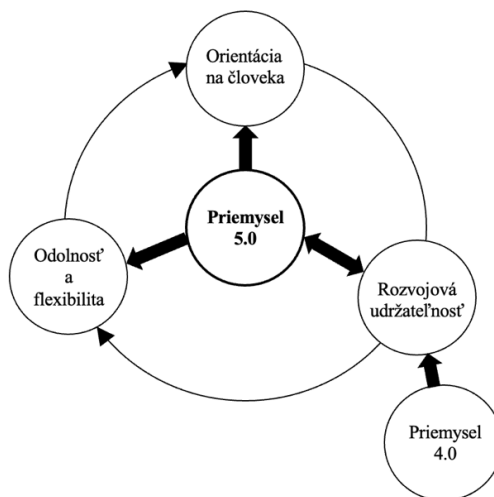 Orientácia
na človeka
Priemysel
5.0
Odolnosť
a
flexibilita
Rozvojová
udržateľnosť
Priemysel
4.0